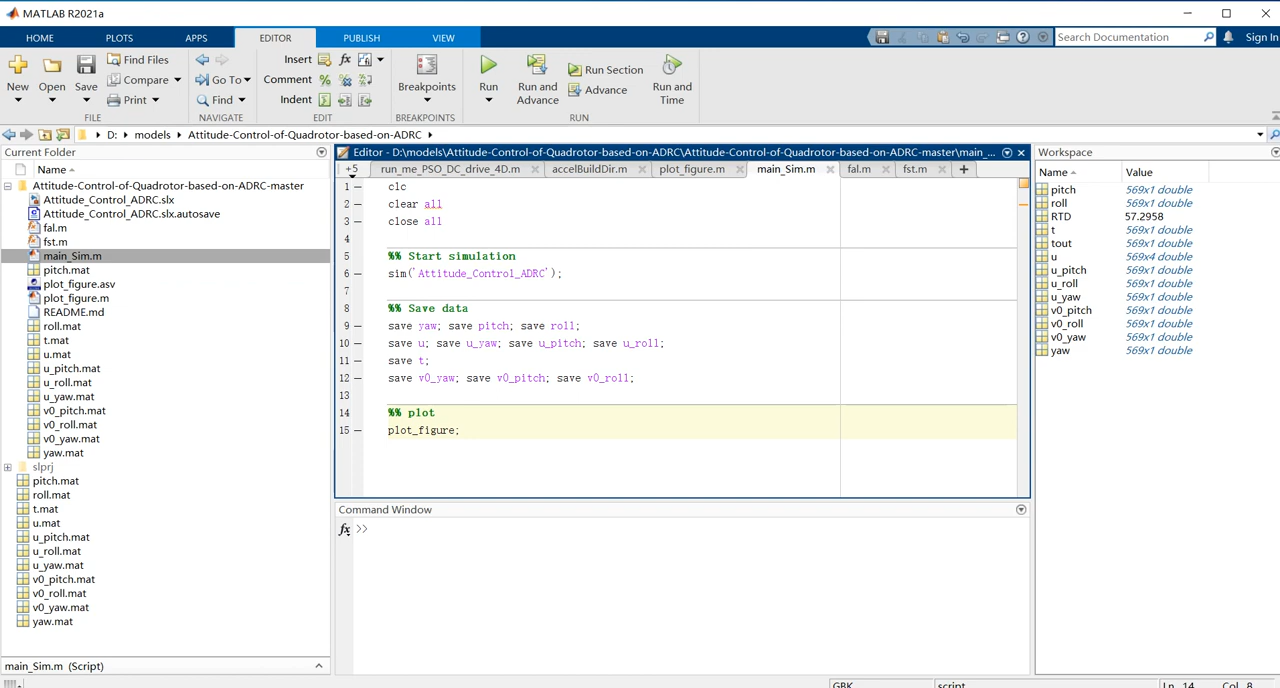 MATLAB R2021a
HOME PLOTS APPS EDITOR PUBLISH VIEW
Search Documentation
Sign In
New
Open
Save
Find Files
Compare
Print
FILE
Go To
Find
NAVIGATE
Insert fx
Comment
Indent
EDIT
Breakpoints
BREAKPOINTS
Run
Run and Advance
Run Section
Advance
Run and Time
RUN
D: models Attitude-Control-of-Quadrotor-based-on-ADRC
Current Folder
Name
Attitude-Control-of-Quadrotor-based-on-ADRC-master
Attitude_Control_ADRC.slx
Attitude_Control_ADRC.slx.autosave
fal.m
fst.m
main_Sim.m
pitch.mat
plot_figure.asv
plot_figure.m
README.md
roll.mat
t.mat
u.mat
u_pitch.mat
u_roll.mat
u_yaw.mat
v0_pitch.mat
v0_roll.mat
v0_yaw.mat
yaw.mat
slprj
pitch.mat
roll.mat
t.mat
u.mat
u_pitch.mat
u_roll.mat
u_yaw.mat
v0_pitch.mat
v0_roll.mat
v0_yaw.mat
yaw.mat
main_Sim.m (Script)
Editor - D:\models\Attitude-Control-of-Quadrotor-based-on-ADRC\Attitude-Control-of-Quadrotor-based-on-ADRC-master\main_...
+5 run_me_PSO_DC_drive_4D.m accelBuildDir.m plot_figure.m main_Sim.m fal.m fst.m +
1 – clc
2 – clear all
3 – close all
4
5 %% Start simulation
6 – sim('Attitude_Control_ADRC');
7
8 %% Save data
9 – save yaw; save pitch; save roll;
10 – save u; save u_yaw; save u_pitch; save u_roll;
11 – save t;
12 – save v0_yaw; save v0_pitch; save v0_roll;
13
14 %% plot
15 – plot_figure;
Command Window
fx >>
Workspace
Name Value
pitch 569x1 double
roll 569x1 double
RTD 57.2958
t 569x1 double
tout 569x1 double
u 569x4 double
u_pitch 569x1 double
u_roll 569x1 double
u_yaw 569x1 double
v0_pitch 569x1 double
v0_roll 569x1 double
v0_yaw 569x1 double
yaw 569x1 double
GBK script Ln 14 Col 8